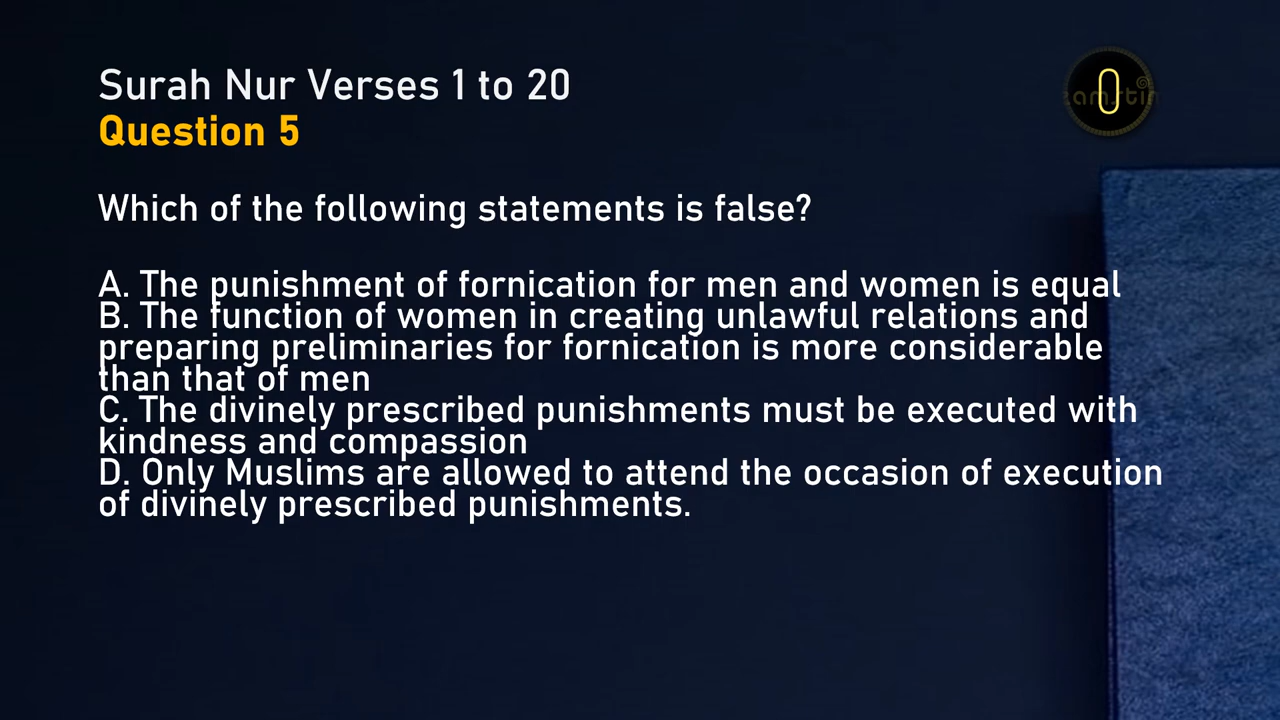 Surah Nur Verses 1 to 20
Question 5
0
Which of the following statements is false?
A. The punishment of fornication for men and women is equal
B. The function of women in creating unlawful relations and
preparing preliminaries for fornication is more considerable
than that of men
C. The divinely prescribed punishments must be executed with
kindness and compassion
D. Only Muslims are allowed to attend the occasion of execution
of divinely prescribed punishments.